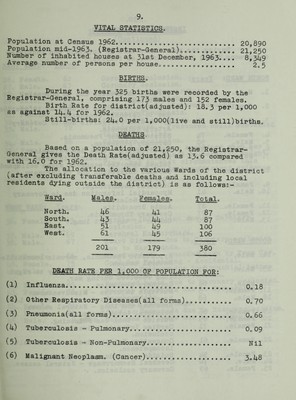 9.
VITAL STATISTICS.
Population at Census 1962........................ 20,890
Population mid-1963. (Registrar-General)............ 21,250
Number of inhabited houses at 31st December, 1963.... 8,349
Average number of persons per house................ 2.5
BIRTHS.
During the year 325 births were recorded by the
Registrar-General, comprising 173 males and 152 females.
Birth Rate for district(adjusted): 18.3 per 1,000
as against 14.4 for 1962.
Still-births: 24.0 per 1,000(live and still)births.
DEATHS
Based on a population of 21,250, the Registrar-
General gives the Death Rate(adjusted) as 13.6 compared
with 16.0 for 1962.
The allocation to the various Wards of the district
(after excluding transferable deaths and including local
residents dying outside the district) is as follows:-
Ward. Males. Females. Total.
North. 46 41 87
South. 43 44 87
East. 51 49 100
West. 61 45 106
201 179 380
DEATH RATE PER 1,000 OF POPULATION FOR:
(1) Influenza.................................. 0.18
(2) Other Respiratory Diseases(all forms)........... 0.70
(3) Pneumonia(all forms)........................ 0.66
(4) Tuberculosis - Pulmonary..................... 0.09
(5) Tuberculosis - Non-Pulmonary................. Nil
(6) Malignant Neoplasm. (Cancer)................. 3.48